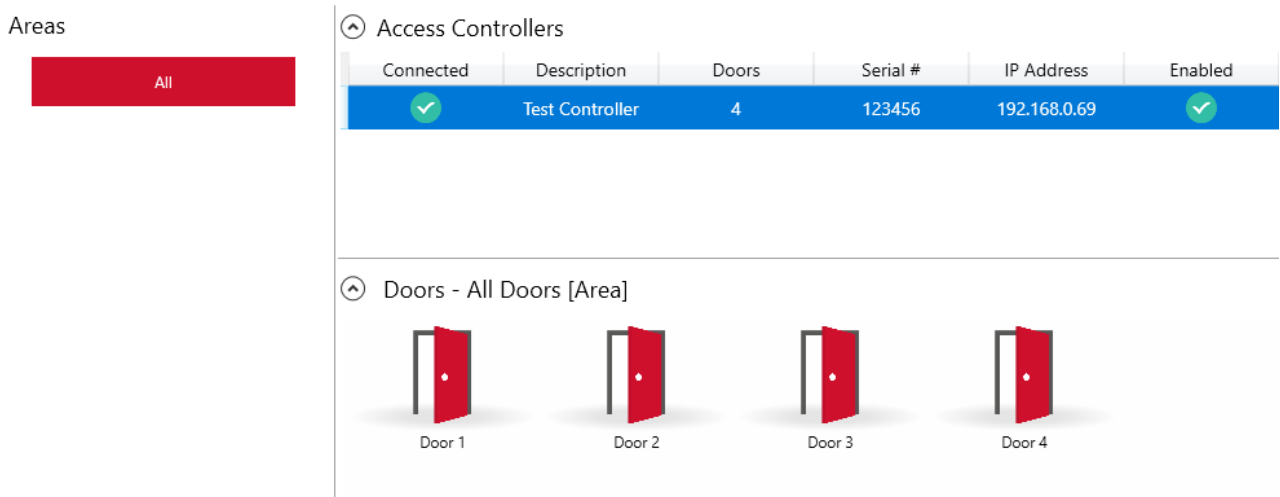 Areas
All
Access Controllers
Connected Description Doors Serial # IP Address Enabled
Test Controller 4 123456 192.168.0.69
Doors - All Doors [Area]
Door 1 Door 2 Door 3 Door 4